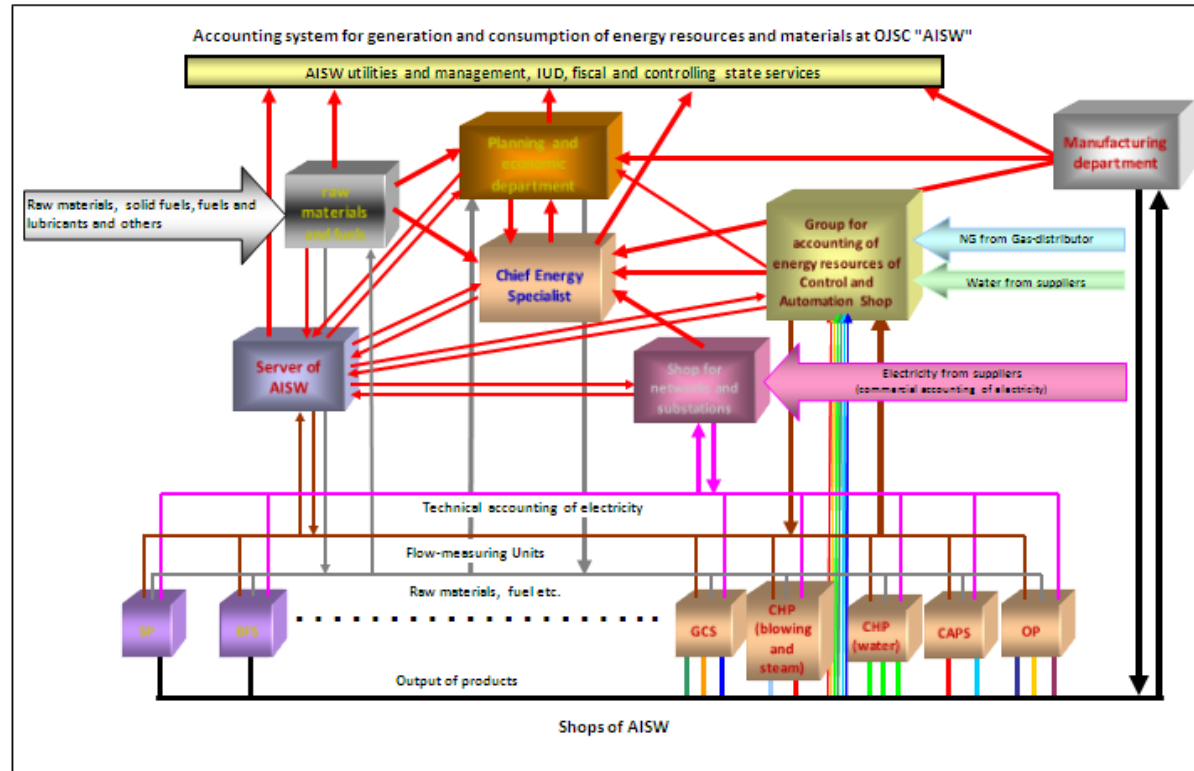 Accounting system for generation and consumption of energy resources and materials at OJSC "AISW"
AISW utilities and management, IUD, fiscal and controlling state services
Planning and
economic
department
Manufacturing
department
raw
materials
and fuels
Raw materials, solid fuels, fuels and
lubricants and others
Group for
accounting of
energy resources of
Control and
Automation Shop
NG from Gas-distributor
Water from suppliers
Chief Energy
Specialist
Server of
AISW
Shop for
networks and
substations
Electricity from suppliers
(commercial accounting of electricity)
Technical accounting of electricity
Flow-measuring Units
Raw materials, fuel etc.
SP
BFS
GCS
CHP
(blowing
and
steam)
CHP
(water)
CAPS
OP
Output of products
Shops of AISW